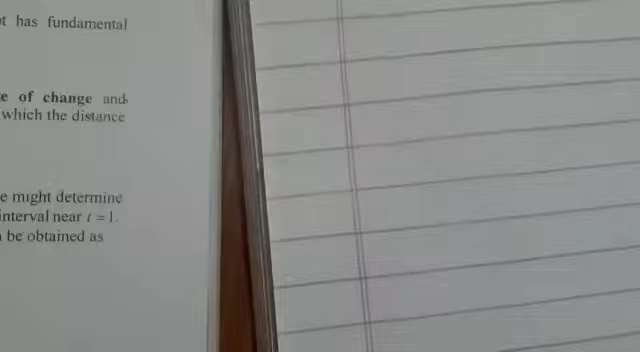 has fundamental
of change and
which the distance
might determine
interval near t = 1.
be obtained as